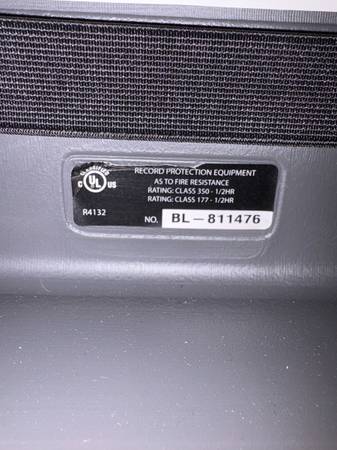 CLASSIFIED
C UL US
RECORD PROTECTION EQUIPMENT
AS TO FIRE RESISTANCE
RATING: CLASS 350 - 1/2HR
RATING: CLASS 177 - 1/2HR
R4132
NO. BL-811476